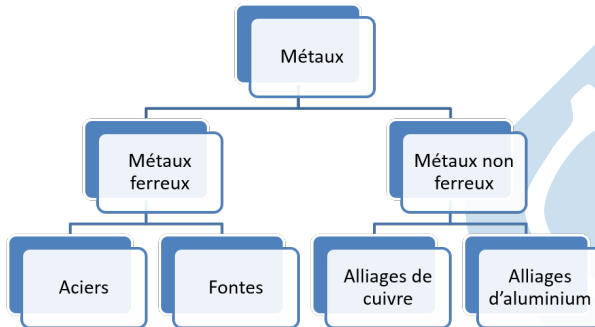 Métaux
Métaux
ferreux
Métaux non
ferreux
Aciers
Fontes
Alliages de
cuivre
Alliages
d’aluminium